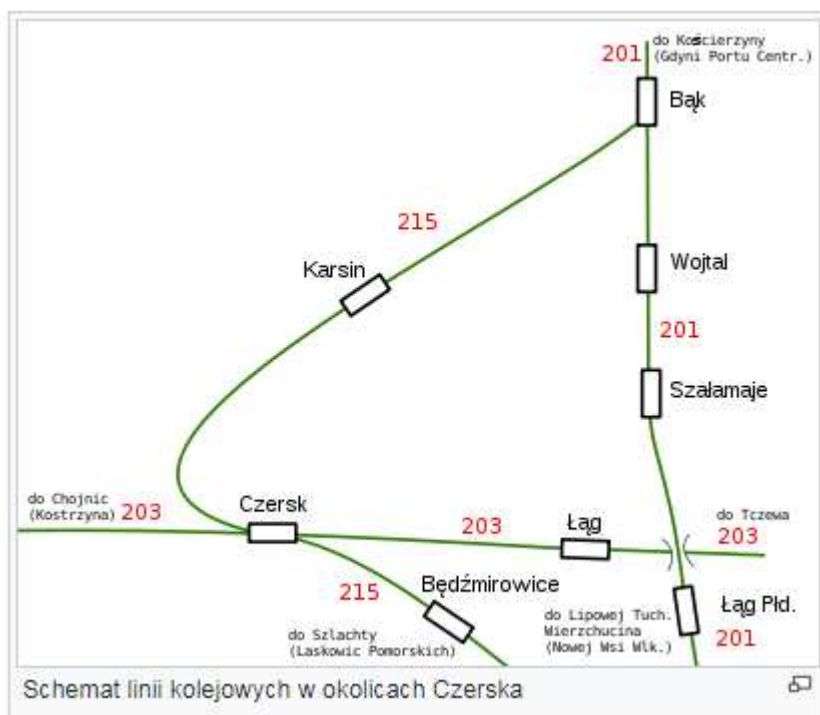 do Kościerzyny
201 (Gdyni Portu Centr.)
Bąk
215
Karsin
Wojtal
201
Szałamaje
do Chojnic
(Kostrzyna) 203
Czersk
203
Łąg
do Tczewa
203
215
Będźmirowice
do Szlachty
(Laskowic Pomorskich)
do Lipowej Tuch.
Wierzchucina
(Nowej Wsi Wlk.)
Łąg Płd.
201
Schemat linii kolejowych w okolicach Czerska